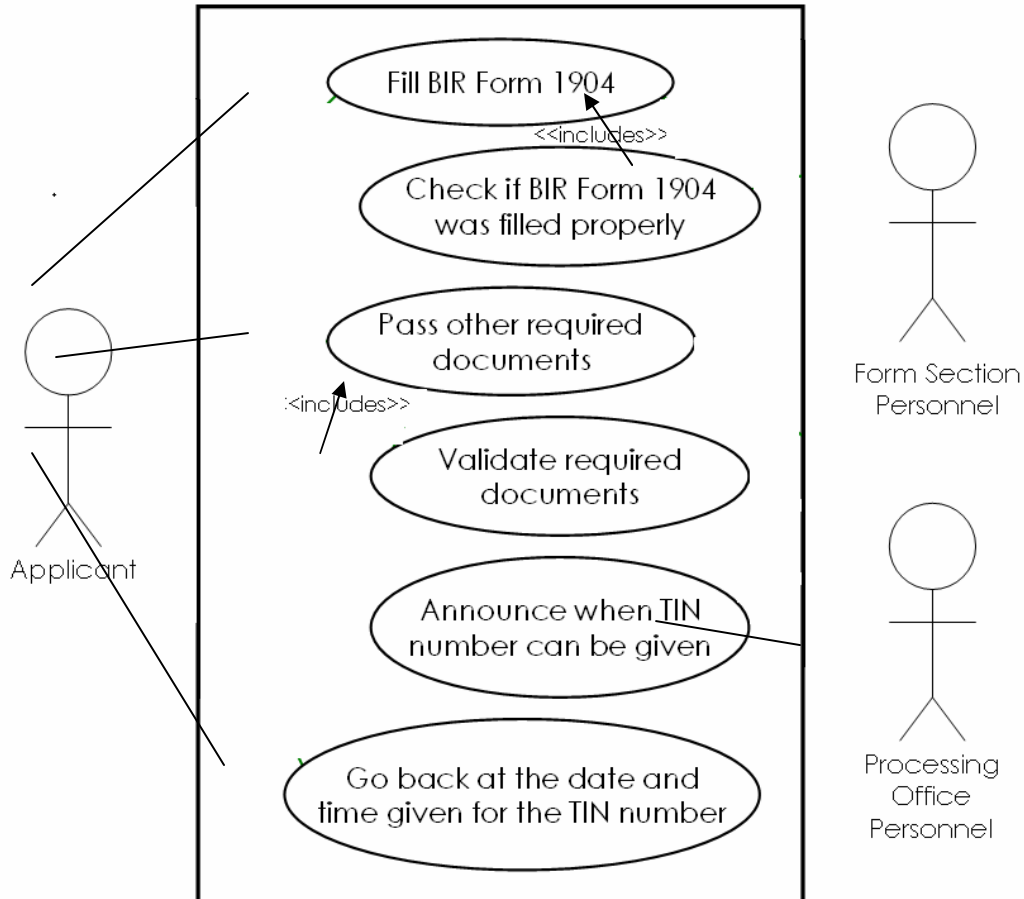 Fill BIR Form 1904
<<includes>>
Check if BIR Form 1904
was filled properly
Pass other required
documents
<<includes>>
Validate required
documents
Announce when TIN
number can be given
Go back at the date and
time given for the TIN number
Applicant
Form Section
Personnel
Processing
Office
Personnel